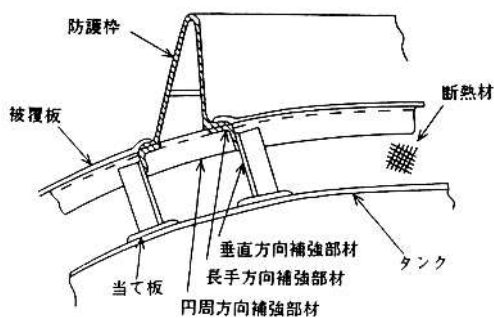 防護枠
断熱材
被覆板
垂直方向補強部材
長手方向補強部材
タンク
当て板
円周方向補強部材